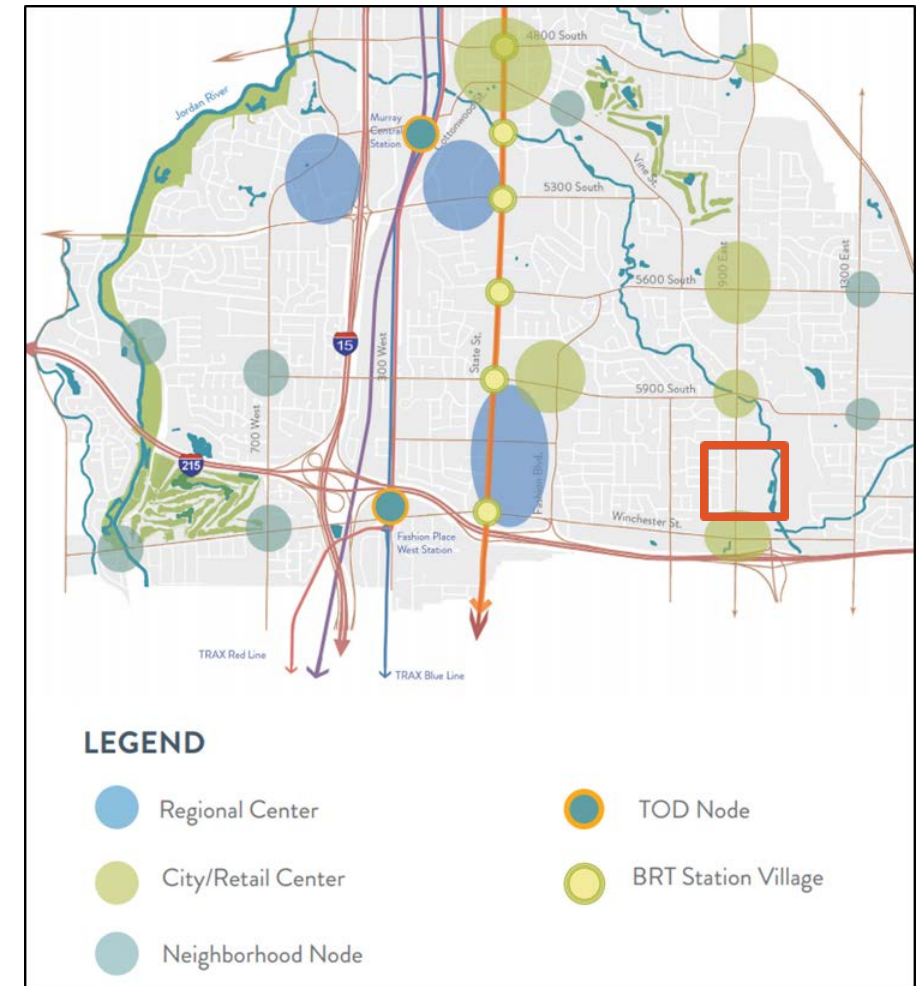 4800 South
Jordan River
Murray
Central
Station
Cottonwood St.
Vine St.
5300 South
900 East
1300 East
5600 South
15
300 West
State St.
5900 South
700 West
215
Fashion Blvd.
Winchester St.
Fashion Place
West Station
TRAX Red Line
TRAX Blue Line
LEGEND
Regional Center
TOD Node
City/Retail Center
BRT Station Village
Neighborhood Node